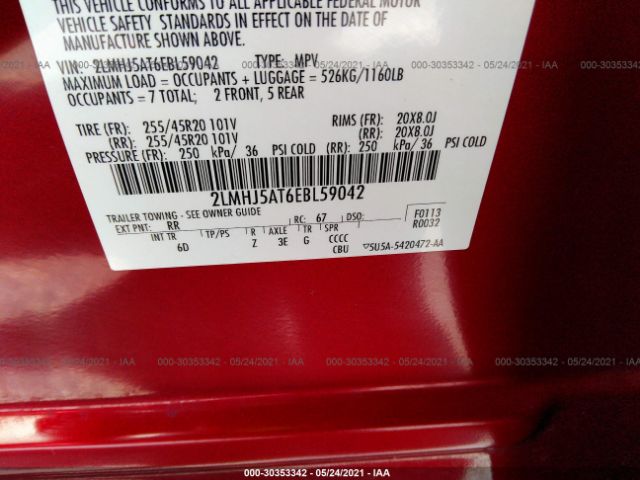 THIS VEHICLE CONFORMS TO ALL APPLICABLE FEDERAL MOTOR
VEHICLE SAFETY STANDARDS IN EFFECT ON THE DATE OF
MANUFACTURE SHOWN ABOVE.
VIN: 2LMHJ5AT6EBL59042 TYPE: MPV
MAXIMUM LOAD = OCCUPANTS + LUGGAGE = 526KG/1160LB
OCCUPANTS = 7 TOTAL; 2 FRONT, 5 REAR
TIRE (FR): 255/45R20 101V RIMS (FR): 20X8.0J
(RR): 255/45R20 101V (RR): 20X8.0J
PRESSURE (FR): 250 kPa/ 36 PSI COLD (RR): 250 kPa/ 36 PSI COLD
2LMHJ5AT6EBL59042
TRAILER TOWING - SEE OWNER GUIDE
EXT PNT: RR RC: 67 DSO: F0113
R0032
INT TR TP/PS R AXLE TR SPR
6D Z 3E G CCCC
CBU 5U5A-5420472-AA
000-30353342 - 05/24/2021 - IAA